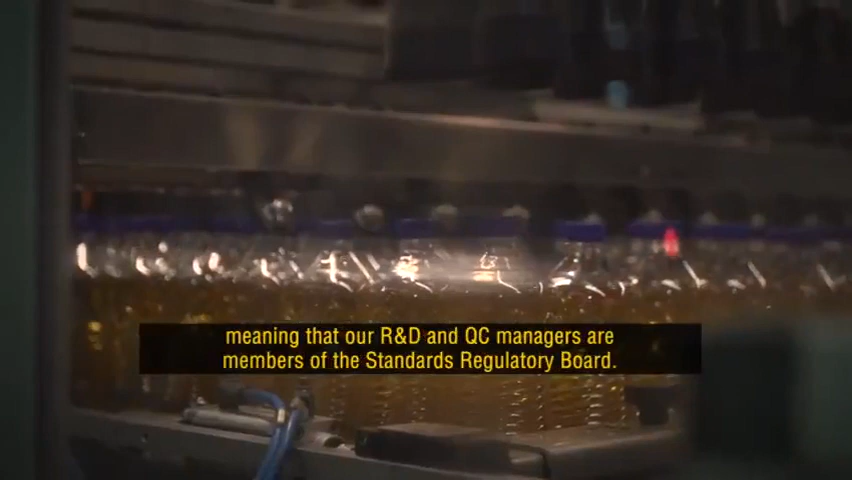 meaning that our R&D and QC managers are
members of the Standards Regulatory Board.